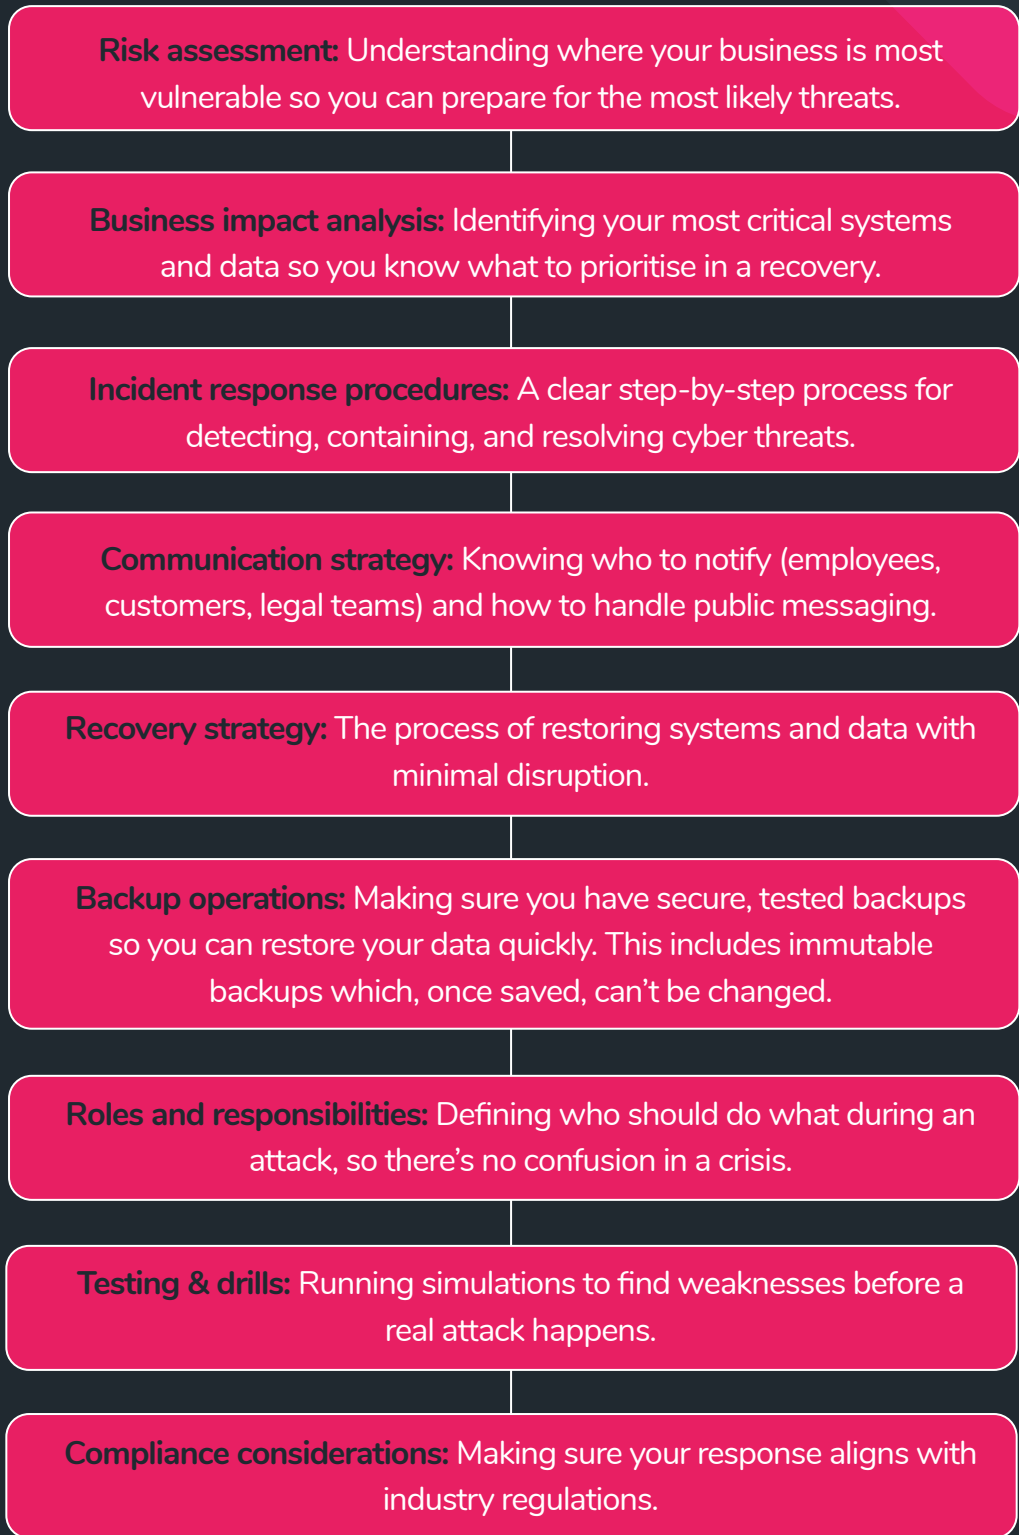 Risk assessment: Understanding where your business is most
vulnerable so you can prepare for the most likely threats.
Business impact analysis: Identifying your most critical systems
and data so you know what to prioritise in a recovery.
Incident response procedures: A clear step-by-step process for
detecting, containing, and resolving cyber threats.
Communication strategy: Knowing who to notify (employees,
customers, legal teams) and how to handle public messaging.
Recovery strategy: The process of restoring systems and data with
minimal disruption.
Backup operations: Making sure you have secure, tested backups
so you can restore your data quickly. This includes immutable
backups which, once saved, can’t be changed.
Roles and responsibilities: Defining who should do what during an
attack, so there’s no confusion in a crisis.
Testing & drills: Running simulations to find weaknesses before a
real attack happens.
Compliance considerations: Making sure your response aligns with
industry regulations.